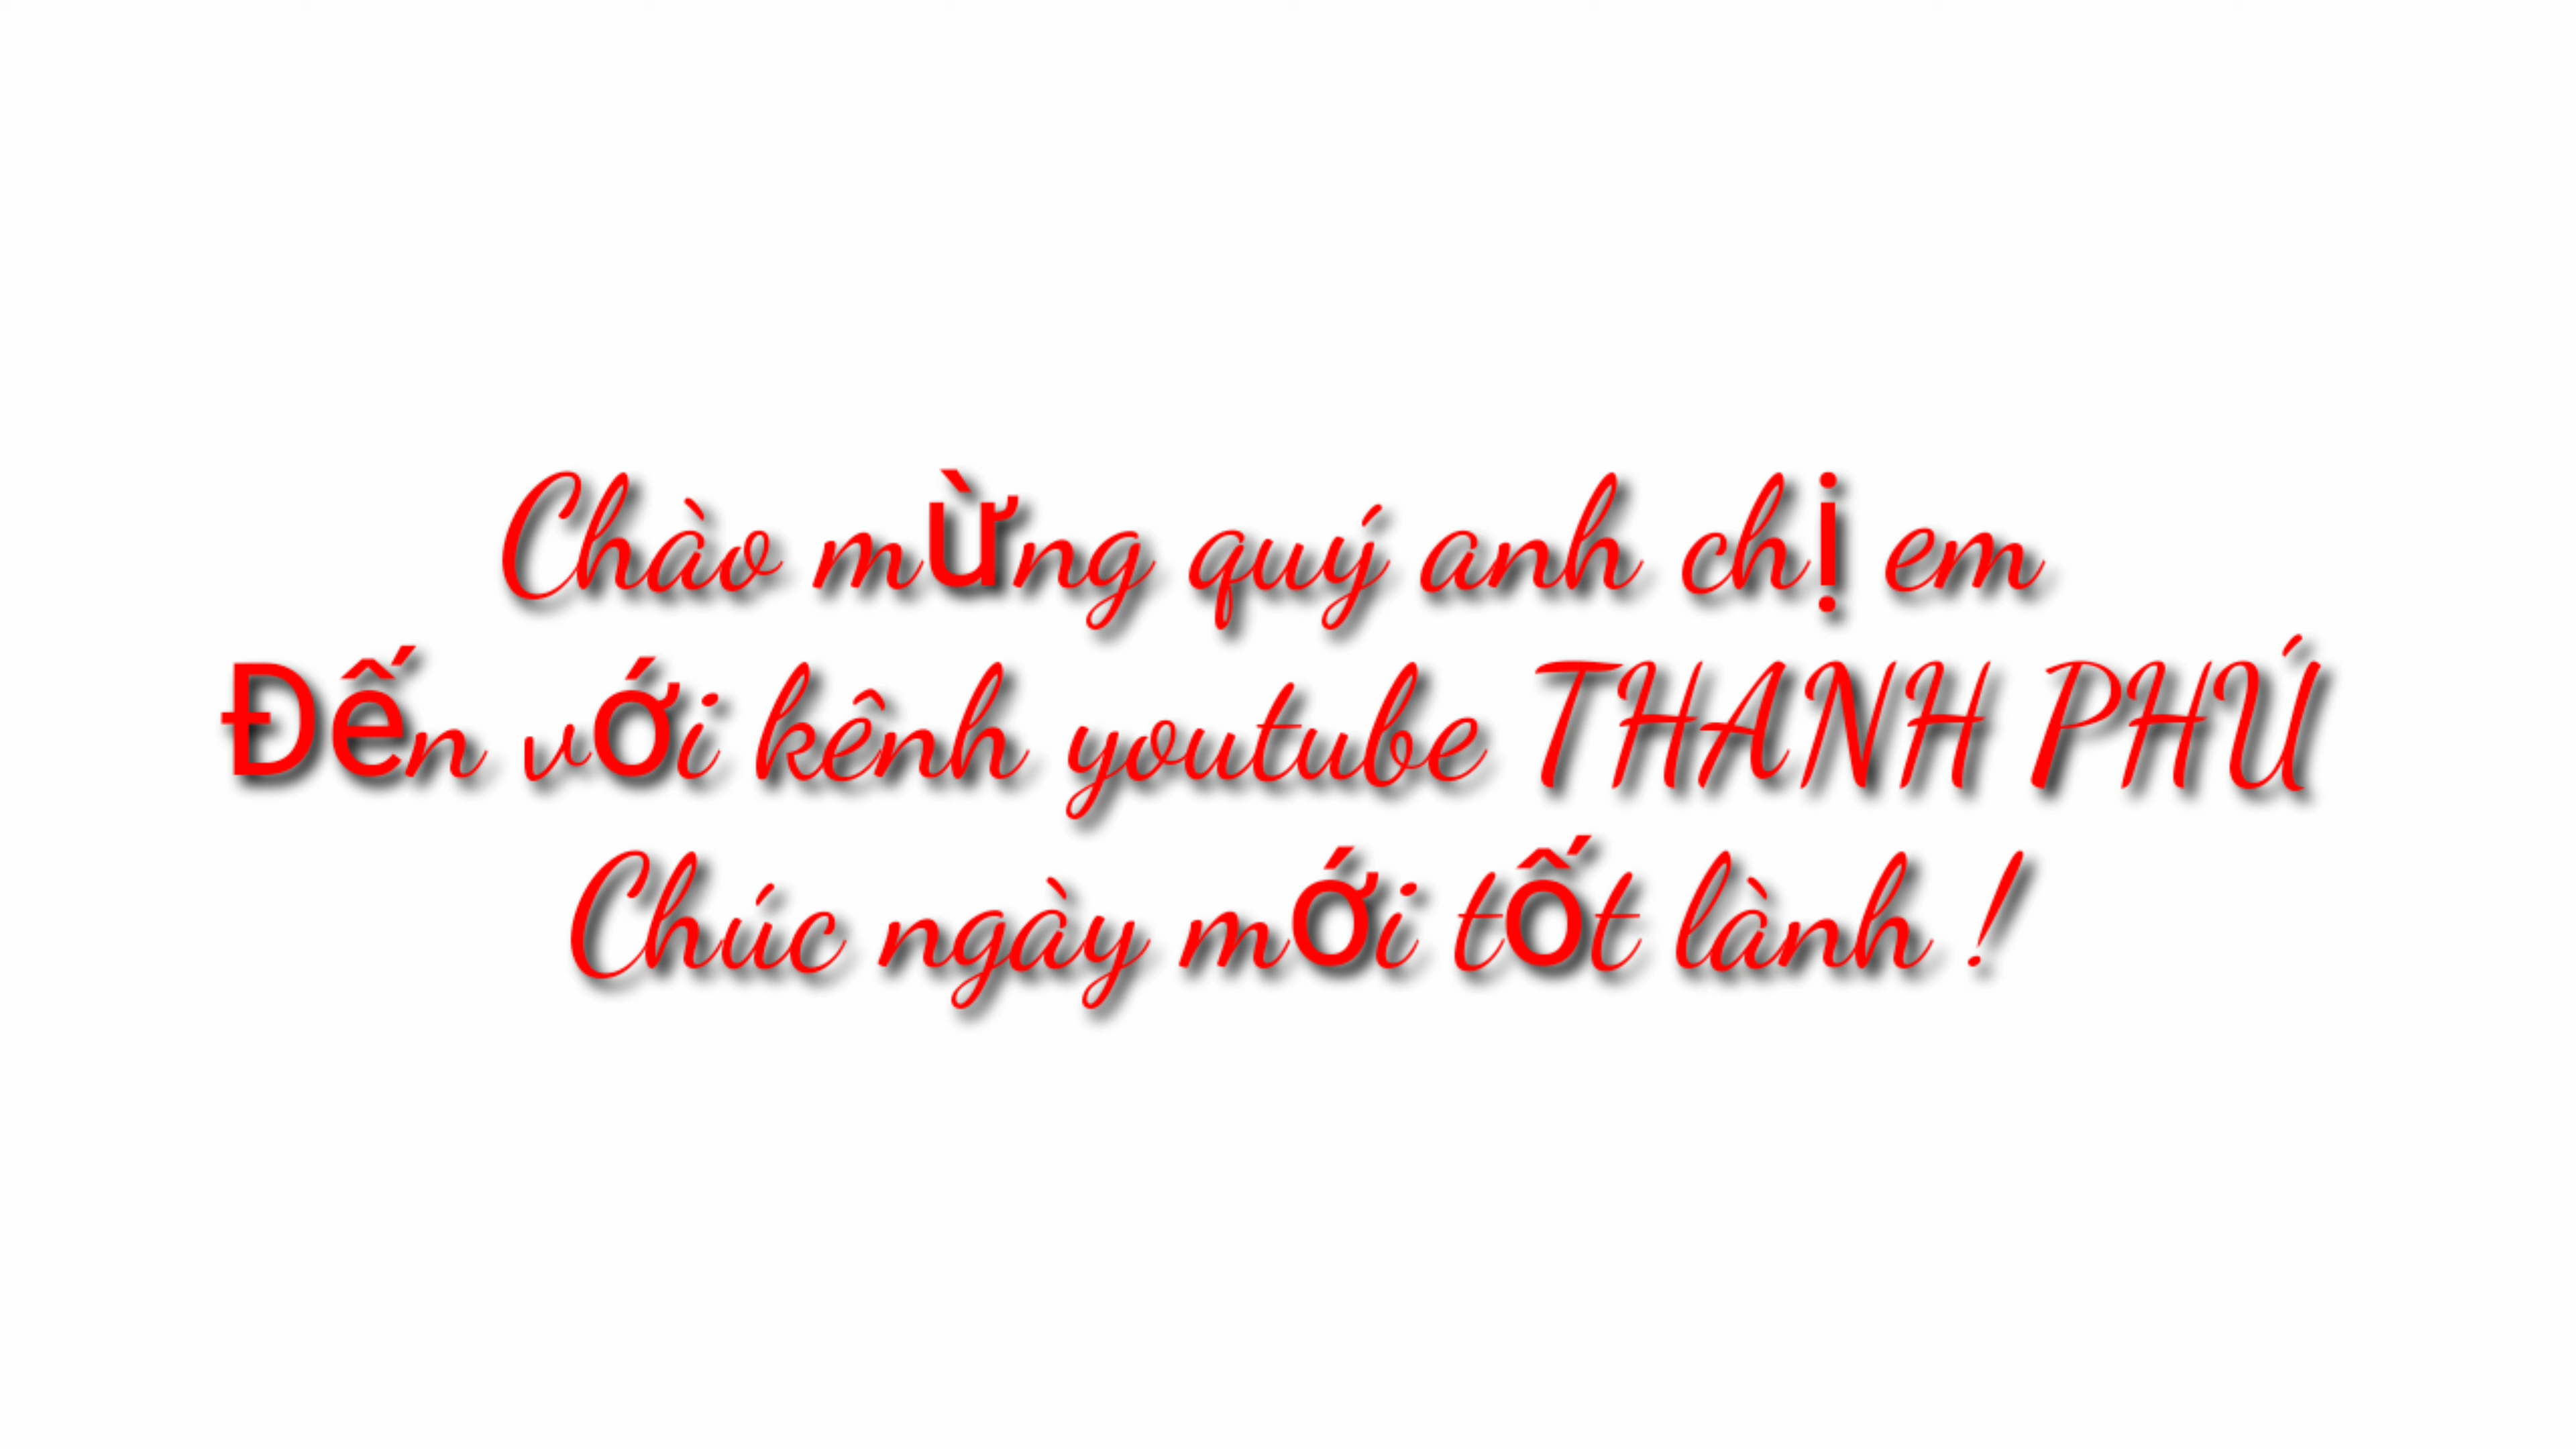 Chào mừng quý anh chị em
Đến với kênh youtube THANH PHÚ
Chúc ngày mới tốt lành !